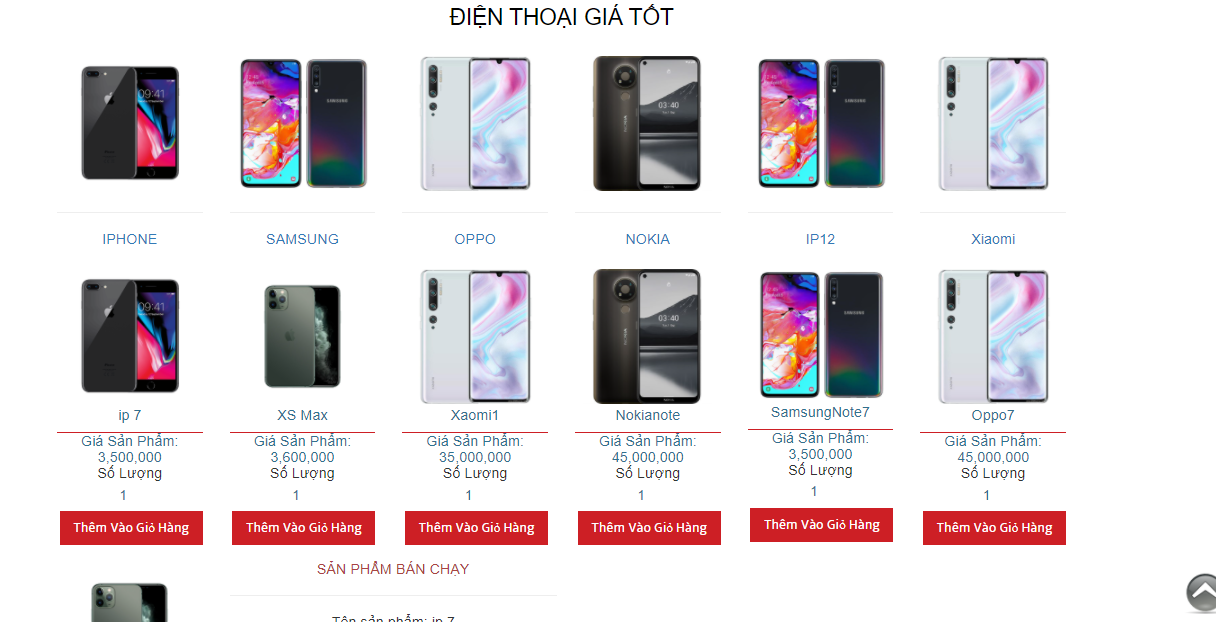 ĐIỆN THOẠI GIÁ TỐT
IPHONE SAMSUNG OPPO NOKIA IP12 Xiaomi
ip 7 XS Max Xaomi1 Nokianote SamsungNote7 Oppo7
Giá Sản Phẩm: Giá Sản Phẩm: Giá Sản Phẩm: Giá Sản Phẩm: Giá Sản Phẩm: Giá Sản Phẩm:
3,500,000 3,600,000 35,000,000 45,000,000 3,500,000 45,000,000
Số Lượng Số Lượng Số Lượng Số Lượng Số Lượng Số Lượng
1 1 1 1 1 1
Thêm Vào Giỏ Hàng Thêm Vào Giỏ Hàng Thêm Vào Giỏ Hàng Thêm Vào Giỏ Hàng Thêm Vào Giỏ Hàng Thêm Vào Giỏ Hàng
SẢN PHẨM BÁN CHẠY
Tên sản phẩm: ip 7